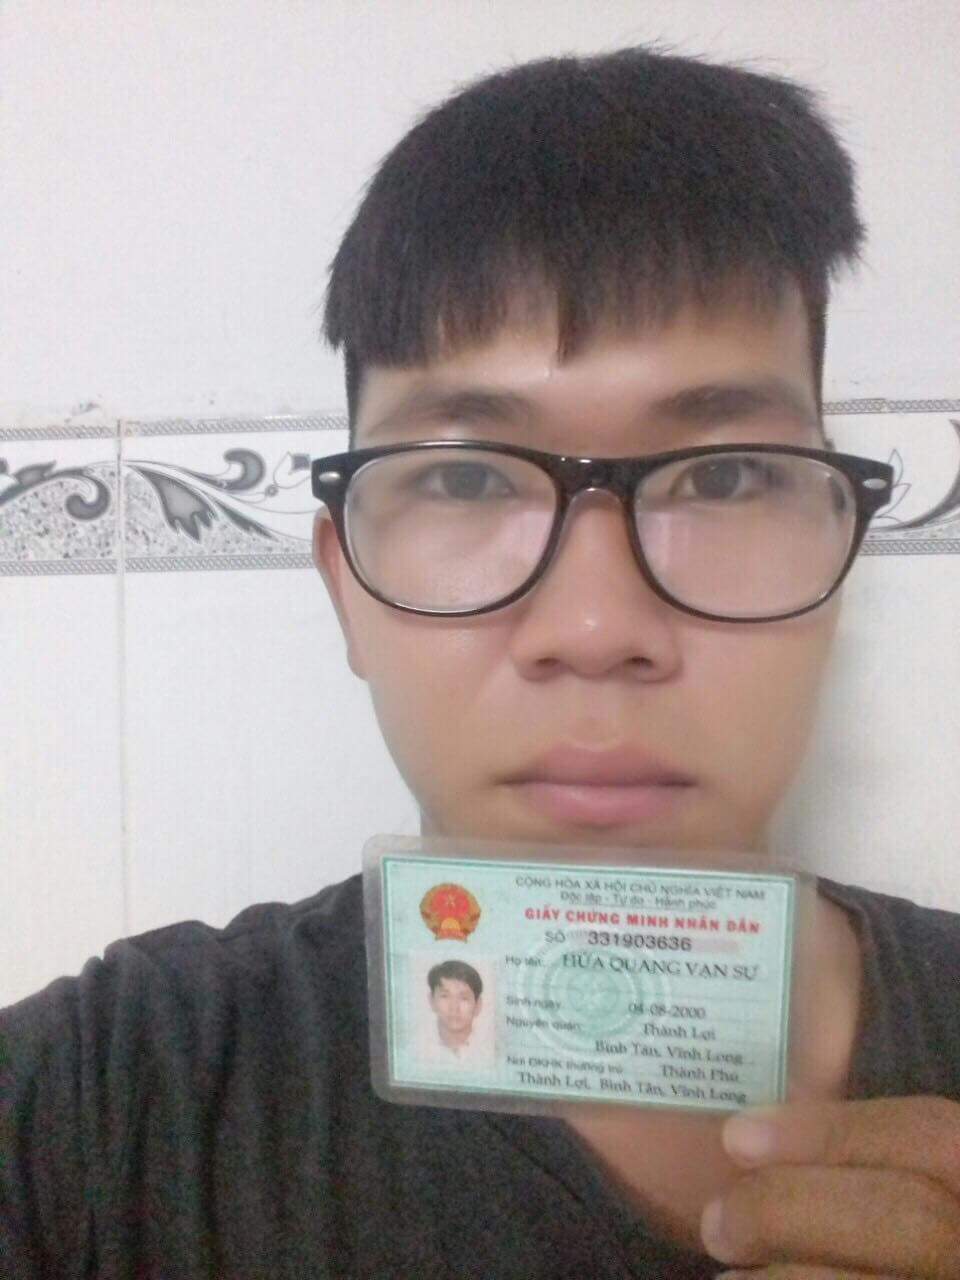 CỘNG HÒA XÃ HỘI CHỦ NGHĨA VIỆT NAM
Độc lập - Tự do - Hạnh phúc
GIẤY CHỨNG MINH NHÂN DÂN
SỐ 331903636
Họ tên: HỨA QUANG VẠN SỰ
Sinh ngày: 04-08-2000
Nguyên quán: Thành Lợi
Bình Tân, Vĩnh Long
Nơi ĐKHK thường trú: Thành Phú
Thành Lợi, Bình Tân, Vĩnh Long